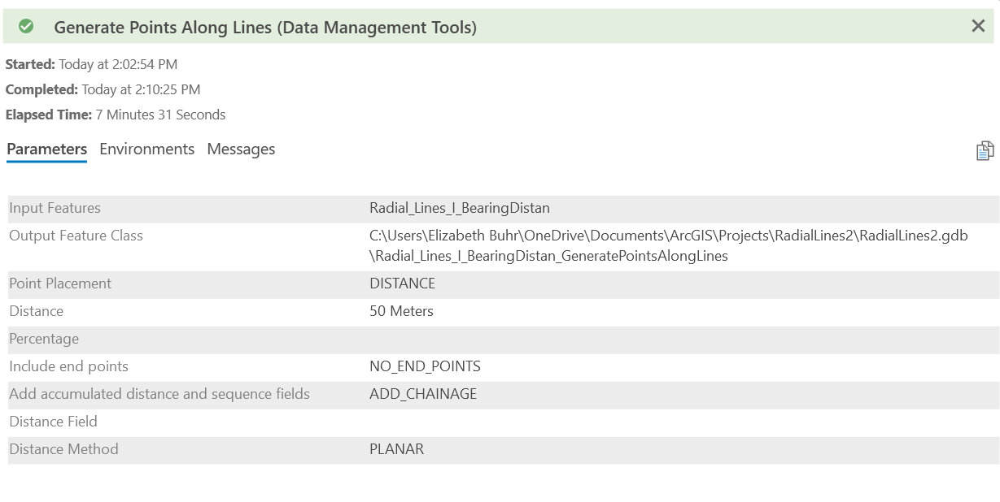 Generate Points Along Lines (Data Management Tools)
Started: Today at 2:02:54 PM
Completed: Today at 2:10:25 PM
Elapsed Time: 7 Minutes 31 Seconds
Parameters Environments Messages
Input Features Radial_Lines_I_BearingDistan
Output Feature Class C:\Users\Elizabeth Buhr\OneDrive\Documents\ArcGIS\Projects\RadialLines2\RadialLines2.gdb
\Radial_Lines_I_BearingDistan_GeneratePointsAlongLines
Point Placement DISTANCE
Distance 50 Meters
Percentage
Include end points NO_END_POINTS
Add accumulated distance and sequence fields ADD_CHAINAGE
Distance Field
Distance Method PLANAR